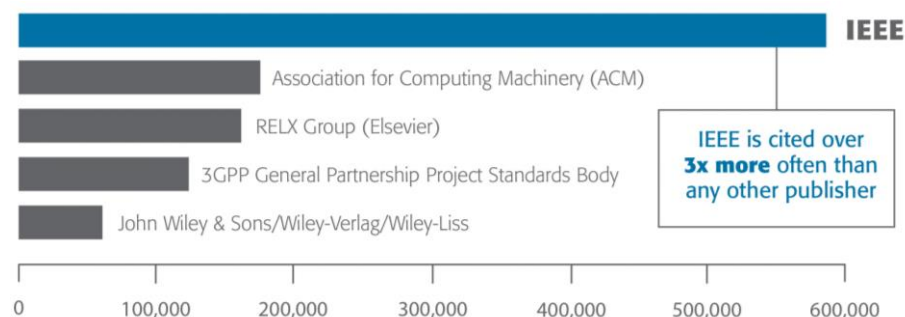 IEEE
Association for Computing Machinery (ACM)
RELX Group (Elsevier)
3GPP General Partnership Project Standards Body
John Wiley & Sons/Wiley-Verlag/Wiley-Liss
IEEE is cited over
3x more often than
any other publisher
0 100,000 200,000 300,000 400,000 500,000 600,000